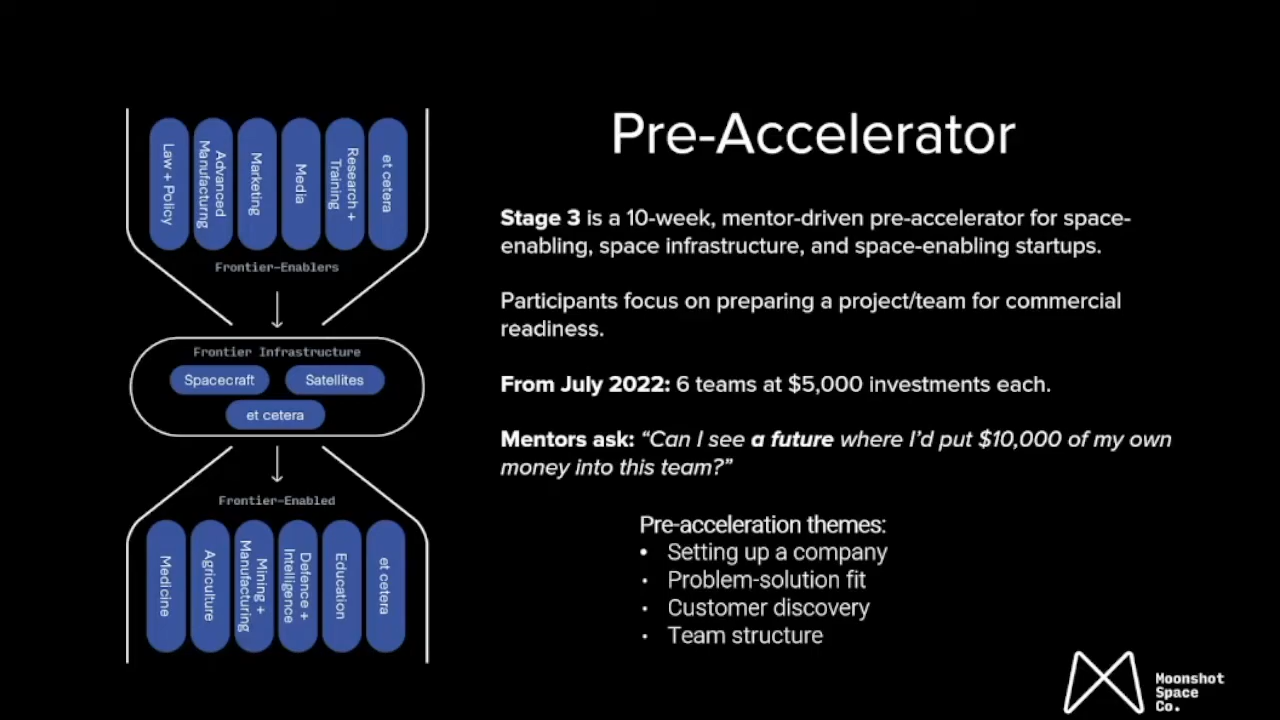 Pre-Accelerator
Law + Policy
Advanced
Manufacturng
Marketing
Media
Research +
Training
et cetera
Frontier-Enablers
Frontier Infrastructure
Spacecraft
Satellites
et cetera
Frontier-Enabled
Medicine
Agriculture
Mining +
Manufacturing
Defence +
Intelligence
Education
et cetera
Stage 3 is a 10-week, mentor-driven pre-accelerator for space-
enabling, space infrastructure, and space-enabling startups.
Participants focus on preparing a project/team for commercial
readiness.
From July 2022: 6 teams at $5,000 investments each.
Mentors ask: “Can I see a future where I’d put $10,000 of my own
money into this team?”
Pre-acceleration themes:
• Setting up a company
• Problem-solution fit
• Customer discovery
• Team structure
Moonshot
Space
Co.